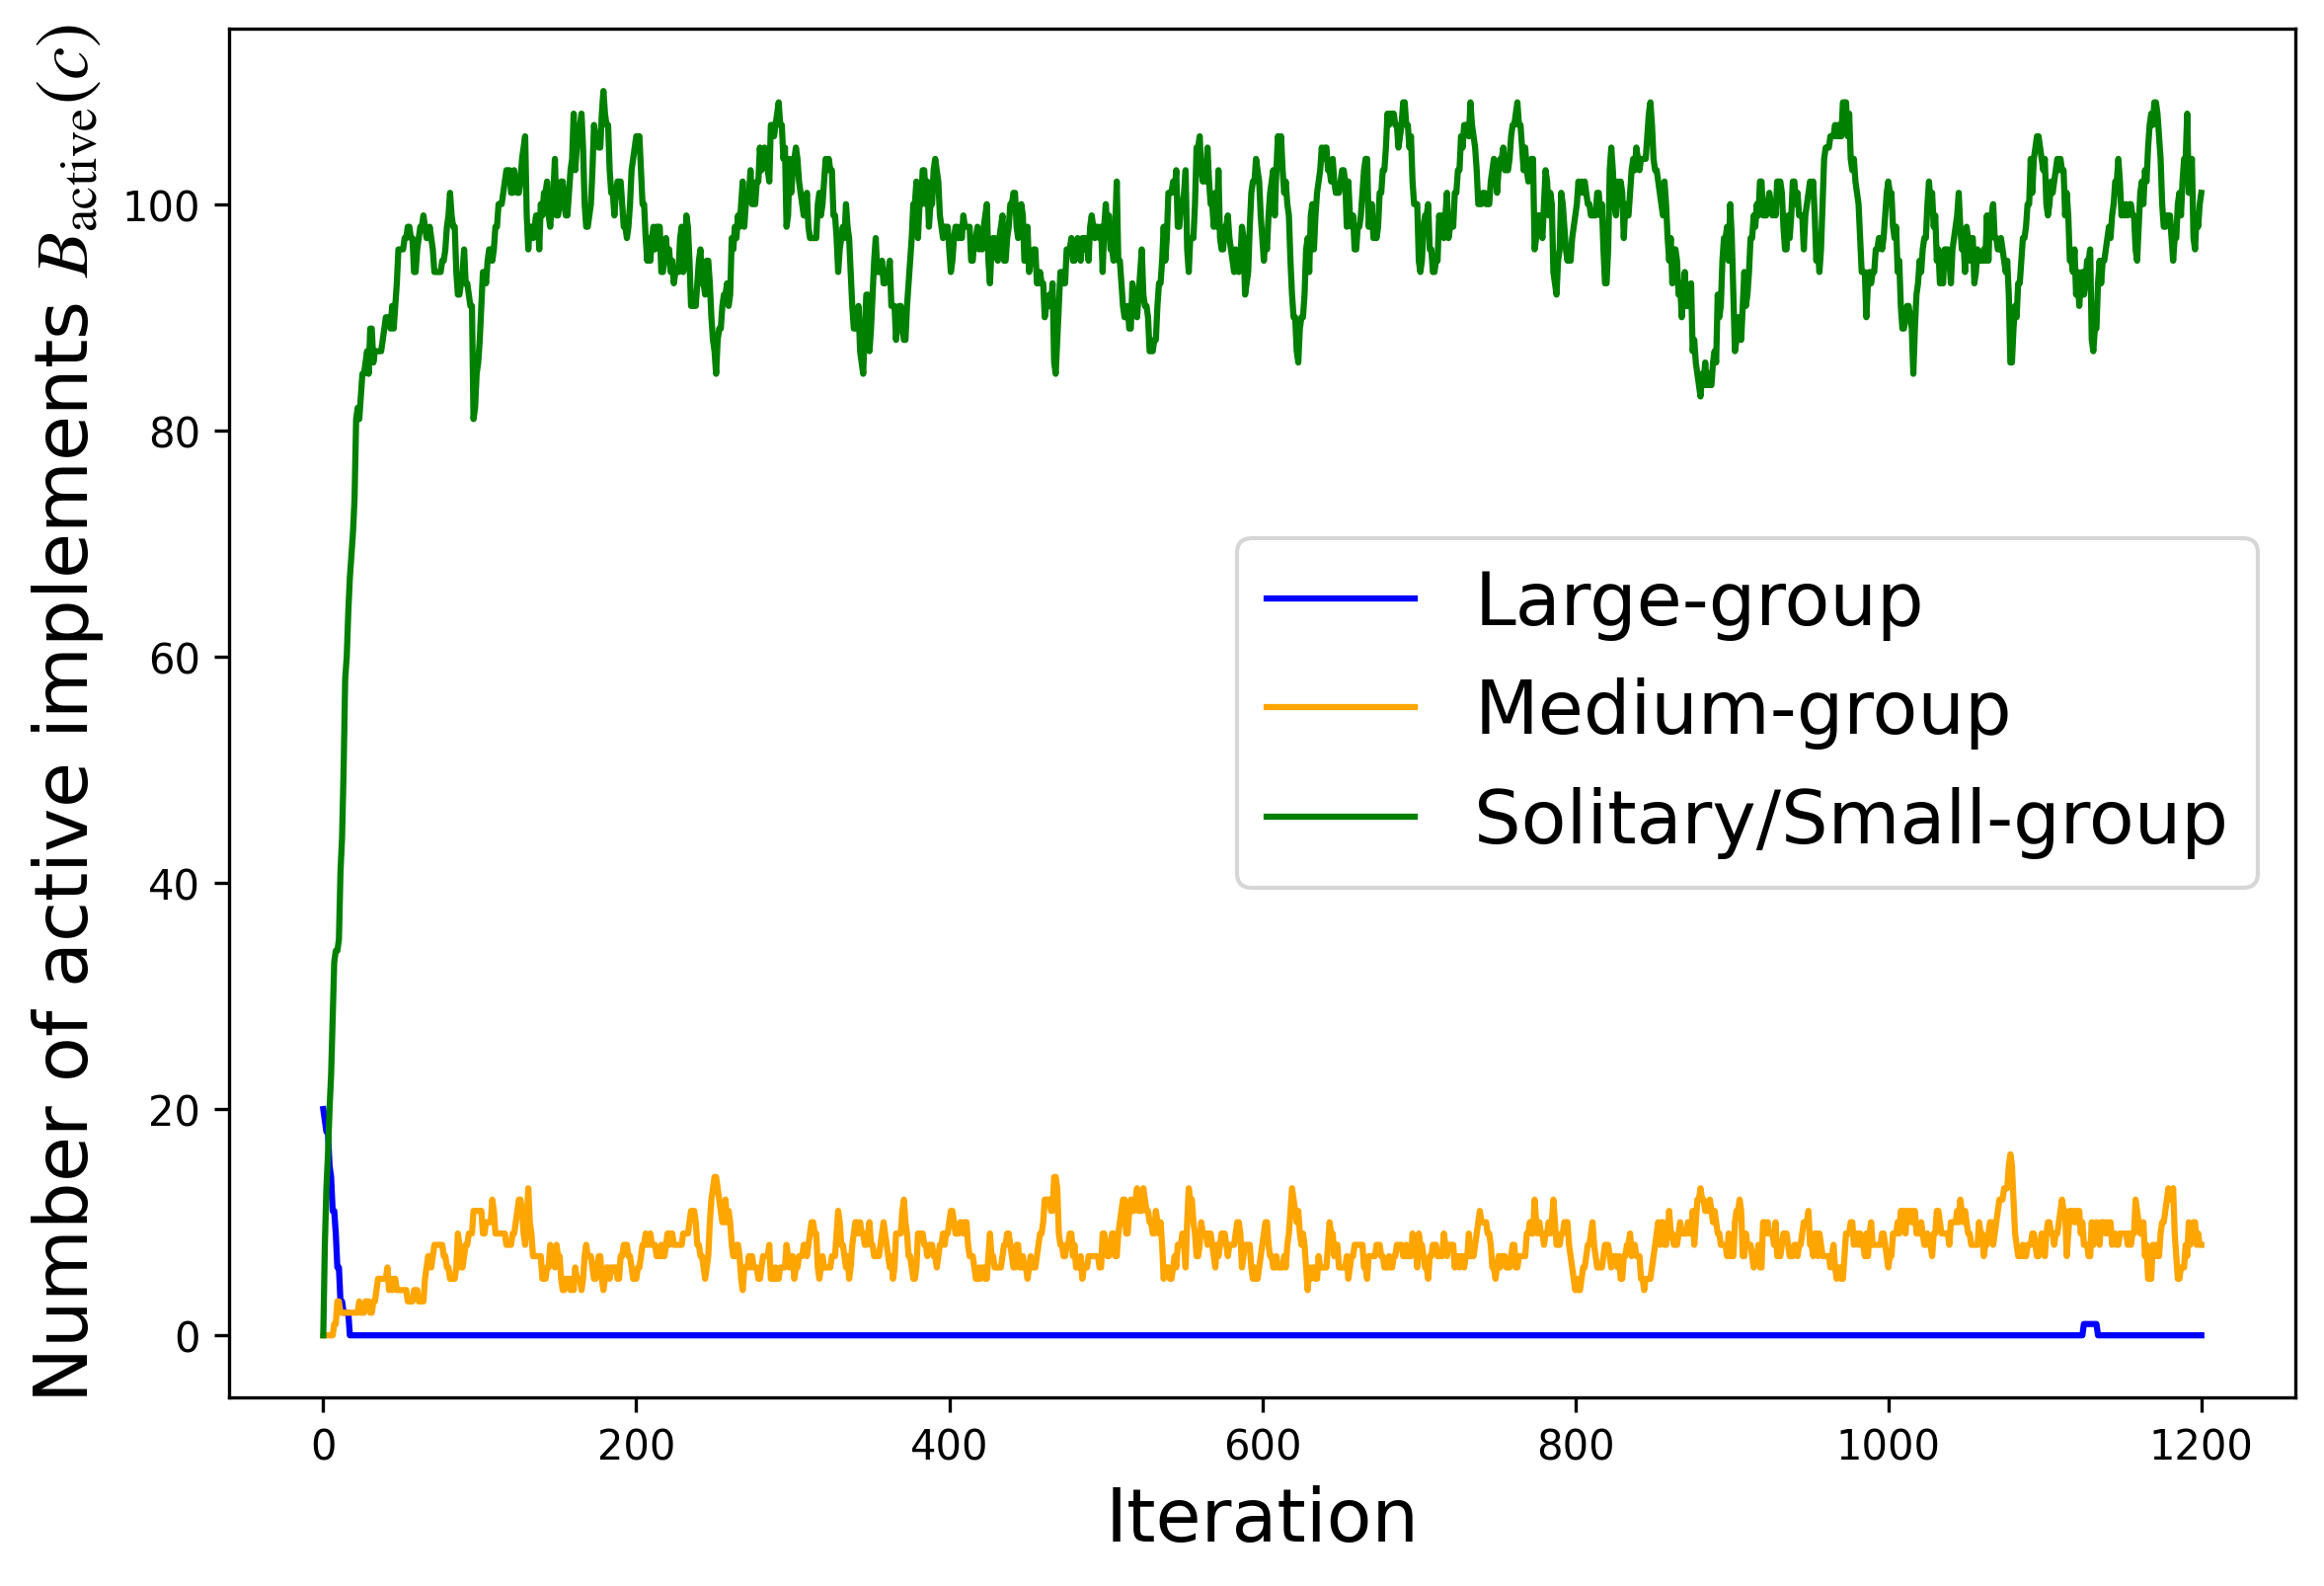 Number of active implements B_active(c)
100
80
60
40
20
0
Large-group
Medium-group
Solitary/Small-group
0 200 400 600 800 1000 1200
Iteration